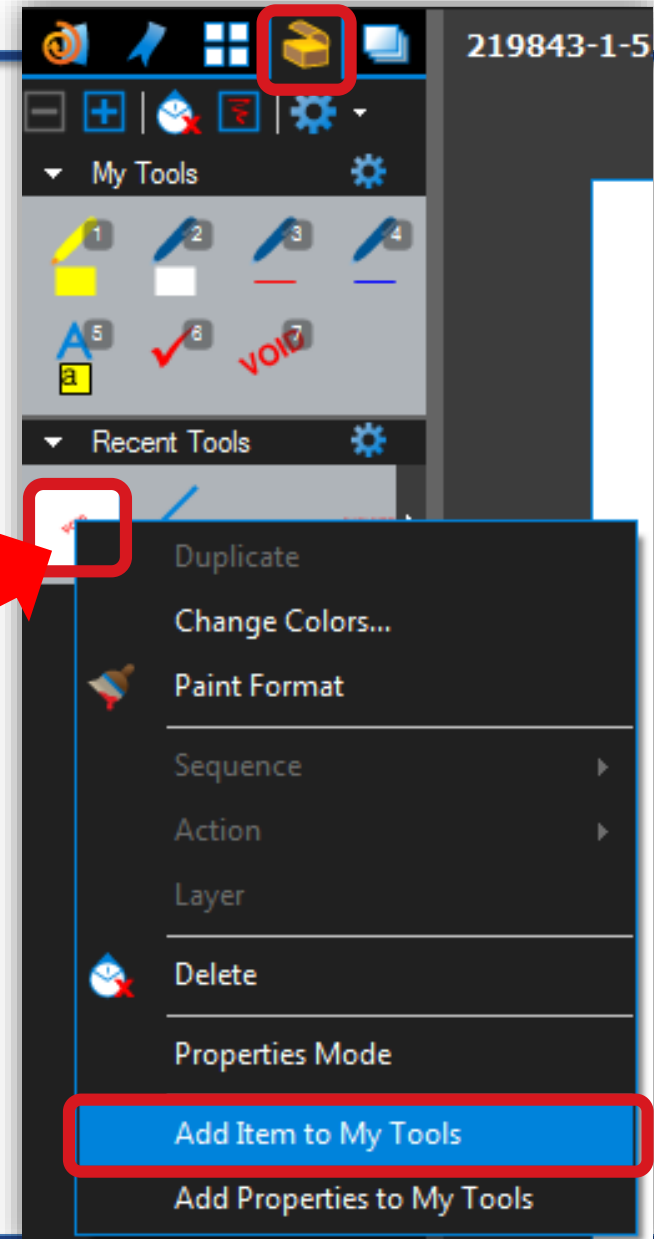 219843-1-5
My Tools
1 2 3 4
5 6 7
a
VOID
Recent Tools
VOID
Duplicate
Change Colors...
Paint Format
Sequence
Action
Layer
Delete
Properties Mode
Add Item to My Tools
Add Properties to My Tools